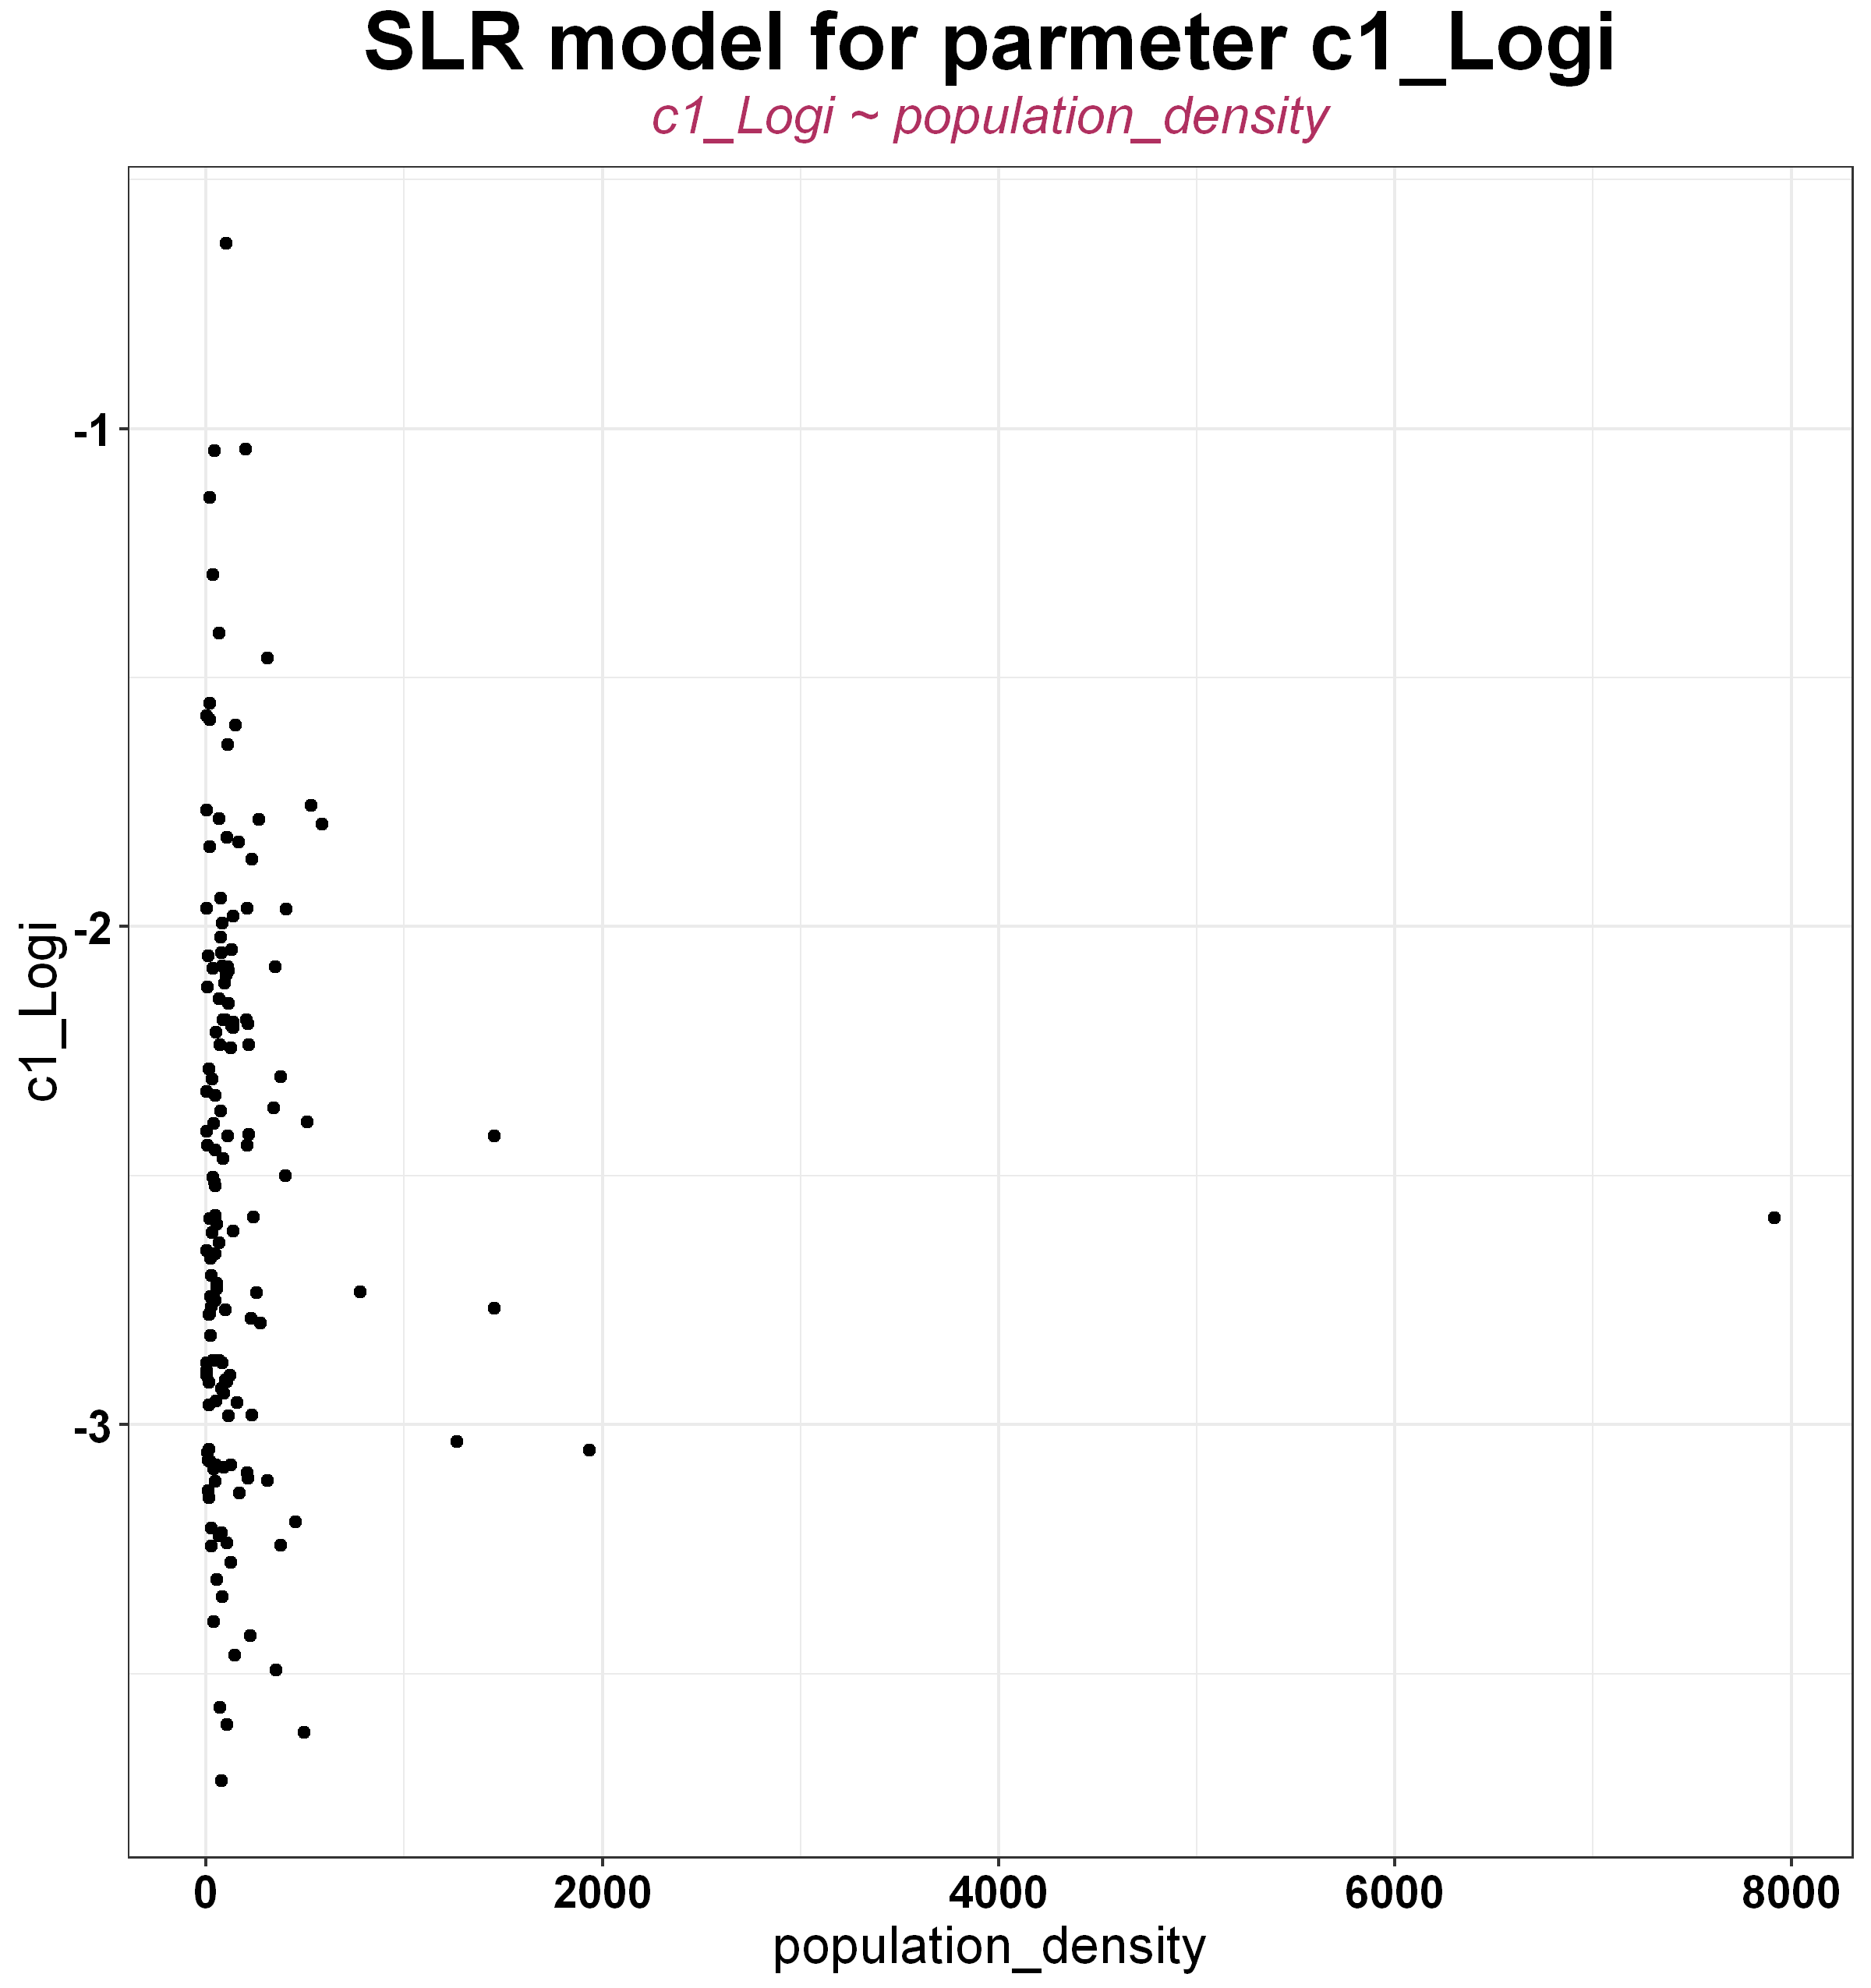 SLR model for parmeter c1_Logi
c1_Logi ~ population_density
c1_Logi
-1
-2
-3
0 2000 4000 6000 8000
population_density